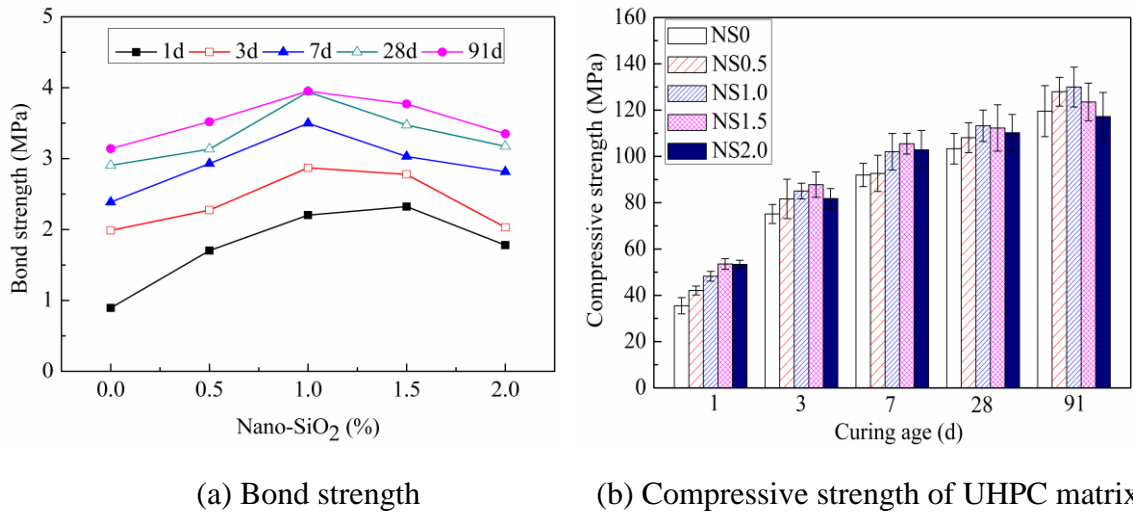 5
4
3
2
1
0
Bond strength (MPa)
1d 3d 7d 28d 91d
0.0 0.5 1.0 1.5 2.0
Nano-SiO2 (%)
160
140
120
100
80
60
40
20
0
Compressive strength (MPa)
NS0
NS0.5
NS1.0
NS1.5
NS2.0
1 3 7 28 91
Curing age (d)
(a) Bond strength
(b) Compressive strength of UHPC matrix